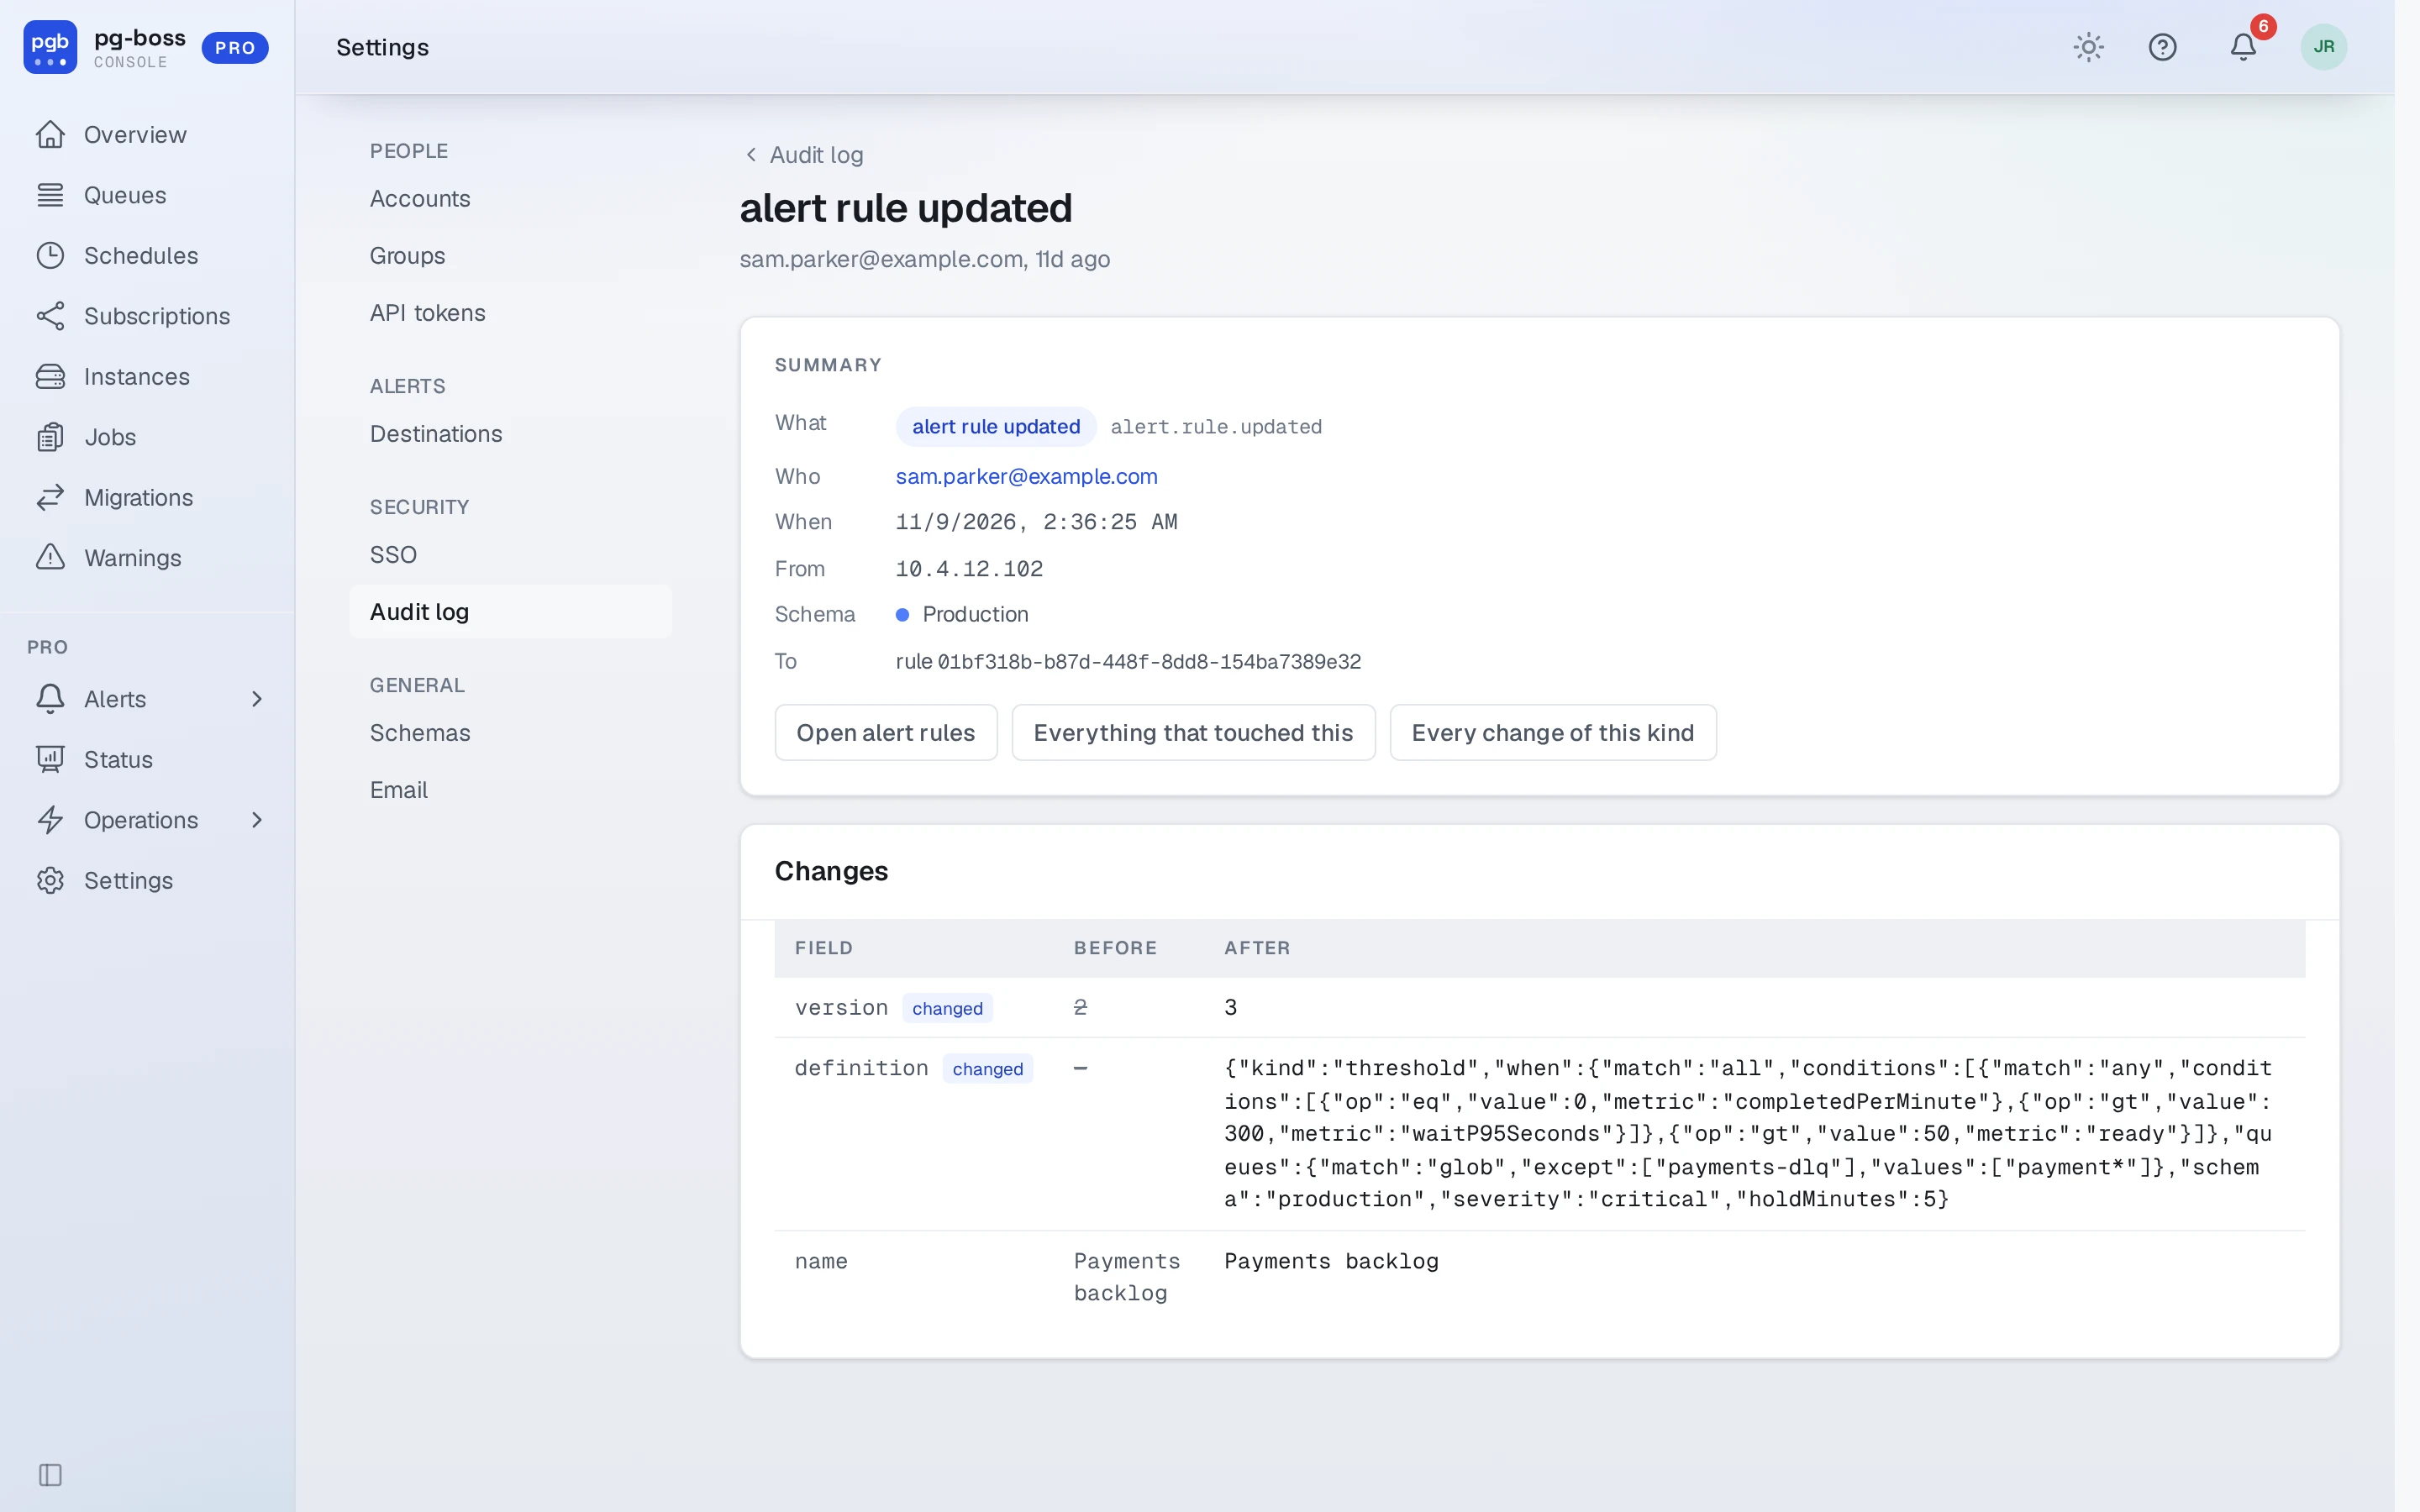 pgb
pg-boss
CONSOLE
PRO
Settings
6
JR
Overview
Queues
Schedules
Subscriptions
Instances
Jobs
Migrations
Warnings
PRO
Alerts
Status
Operations
Settings
PEOPLE
Accounts
Groups
API tokens
ALERTS
Destinations
SECURITY
SSO
Audit log
GENERAL
Schemas
Email
Audit log
alert rule updated
sam.parker@example.com, 11d ago
SUMMARY
What alert rule updated alert.rule.updated
Who sam.parker@example.com
When 11/9/2026, 2:36:25 AM
From 10.4.12.102
Schema Production
To rule 01bf318b-b87d-448f-8dd8-154ba7389e32
Open alert rules Everything that touched this Every change of this kind
Changes
FIELD BEFORE AFTER
version changed 2 3
definition changed – {"kind":"threshold","when":{"match":"all","conditions":[{"match":"any","condit
ions":[{"op":"eq","value":0,"metric":"completedPerMinute"},{"op":"gt","value":
300,"metric":"waitP95Seconds"}]},{"op":"gt","value":50,"metric":"ready"}]},"qu
eues":{"match":"glob","except":["payments-dlq"],"values":["payment*"]},"schem
a":"production","severity":"critical","holdMinutes":5}
name Payments backlog Payments backlog